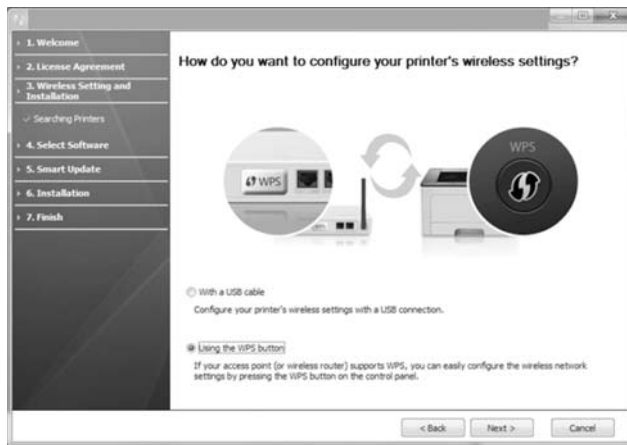 1. Welcome
2. License Agreement
3. Wireless Setting and
Installation
Searching Printers
4. Select Software
5. Smart Update
6. Installation
7. Finish
How do you want to configure your printer's wireless settings?
WPS
WPS
With a USB cable
Configure your printer's wireless settings with a USB connection.
Using the WPS button
If your access point (or wireless router) supports WPS, you can easily configure the wireless network
settings by pressing the WPS button on the control panel.
< Back
Next >
Cancel